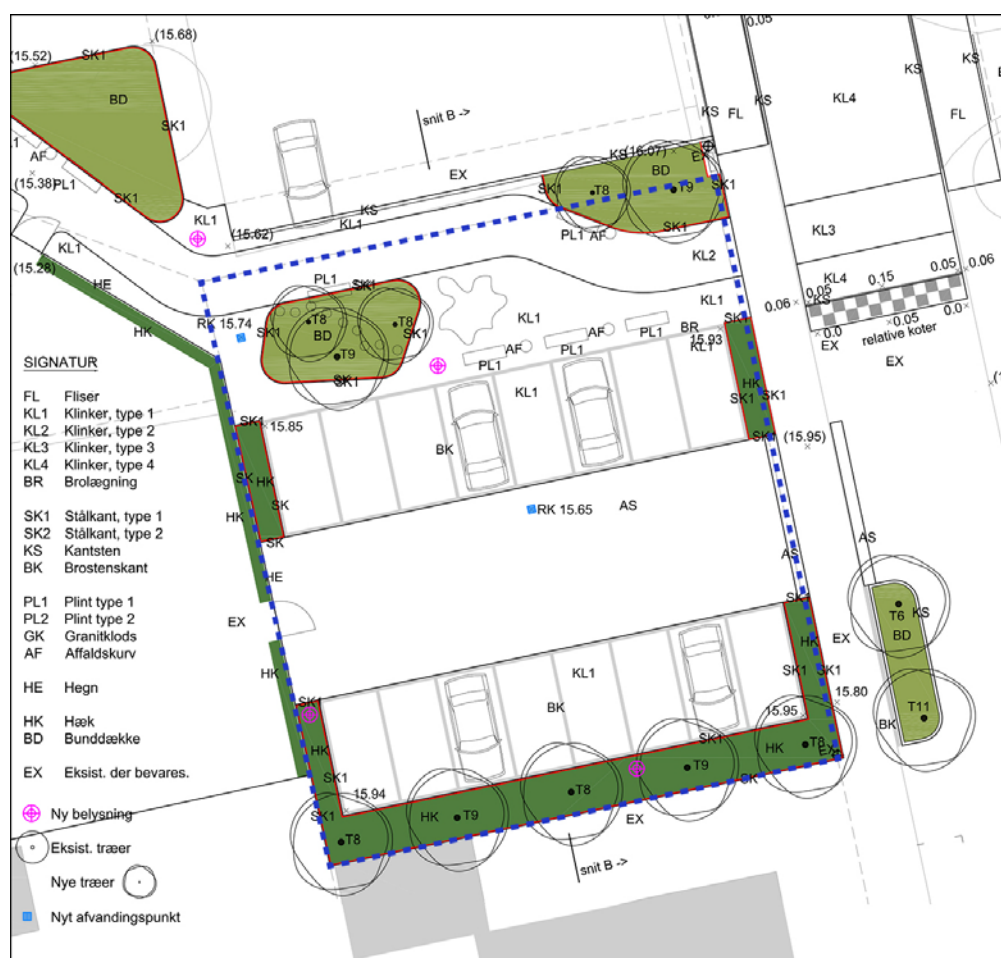 (15.68)
0.05
(15.52)
SK1
KS
KS
BD
KS
KS
FL
KL4
FL
SK1
snit B ->
AF
KS
(16.07)
EX
PL1
(15.38)
EX
BD
SK1
T8
T9
SK1
SK1
KS
KL1
KL1
PL1
AF
SK1
(15.62)
KL3
KL1
KL2
(15.28)
KL4
0.05
0.15
0.05
0.06
HE
PL1
SK1
KL1
0.06
KS
HK
RK 15.74
SK1
T8
T8
SK1
KL1
AF
PL1
BR
SK1
0.0
0.05
0.0
BD
15.93
KL1
relative koter
EX
T9
AF
PL1
PL1
EX
SK
SK1
KL1
HK
SK1
SK1
SIGNATUR
FL Fliser
KL1 Klinker, type 1
KL2 Klinker, type 2
KL3 Klinker, type 3
KL4 Klinker, type 4
BR Brolægning
SK1 Stålkant, type 1
SK2 Stålkant, type 2
KS Kantsten
BK Brostenskant
PL1 Plint type 1
PL2 Plint type 2
GK Granitklods
AF Affaldskurv
HE Hegn
HK Hæk
BD Bunddække
EX Eksist. der bevares.
Ny belysning
Eksist. træer
Nye træer
Nyt afvandingspunkt
SK1
15.85
SK1
(15.95)
BK
SK
HK
SK
HK
RK 15.65
AS
SK
AS
AS
HE
SK1
EX
T6
KS
HK
EX
BD
HK
KL1
SK1
SK1
SK1
BK
15.80
15.95
T11
BK
HK
SK1
HK
T8
EX
SK1
T9
SK
15.94
T8
SK1
HK
T9
EX
T8
snit B ->